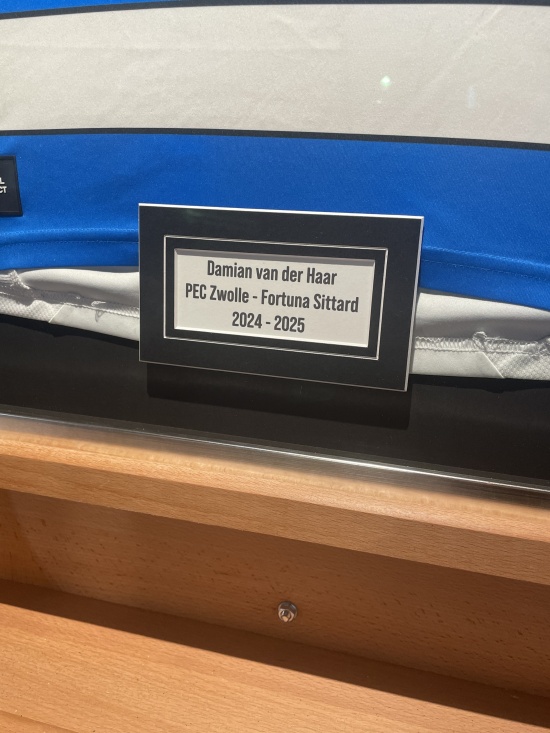 Damian van der Haar
PEC Zwolle - Fortuna Sittard
2024 - 2025